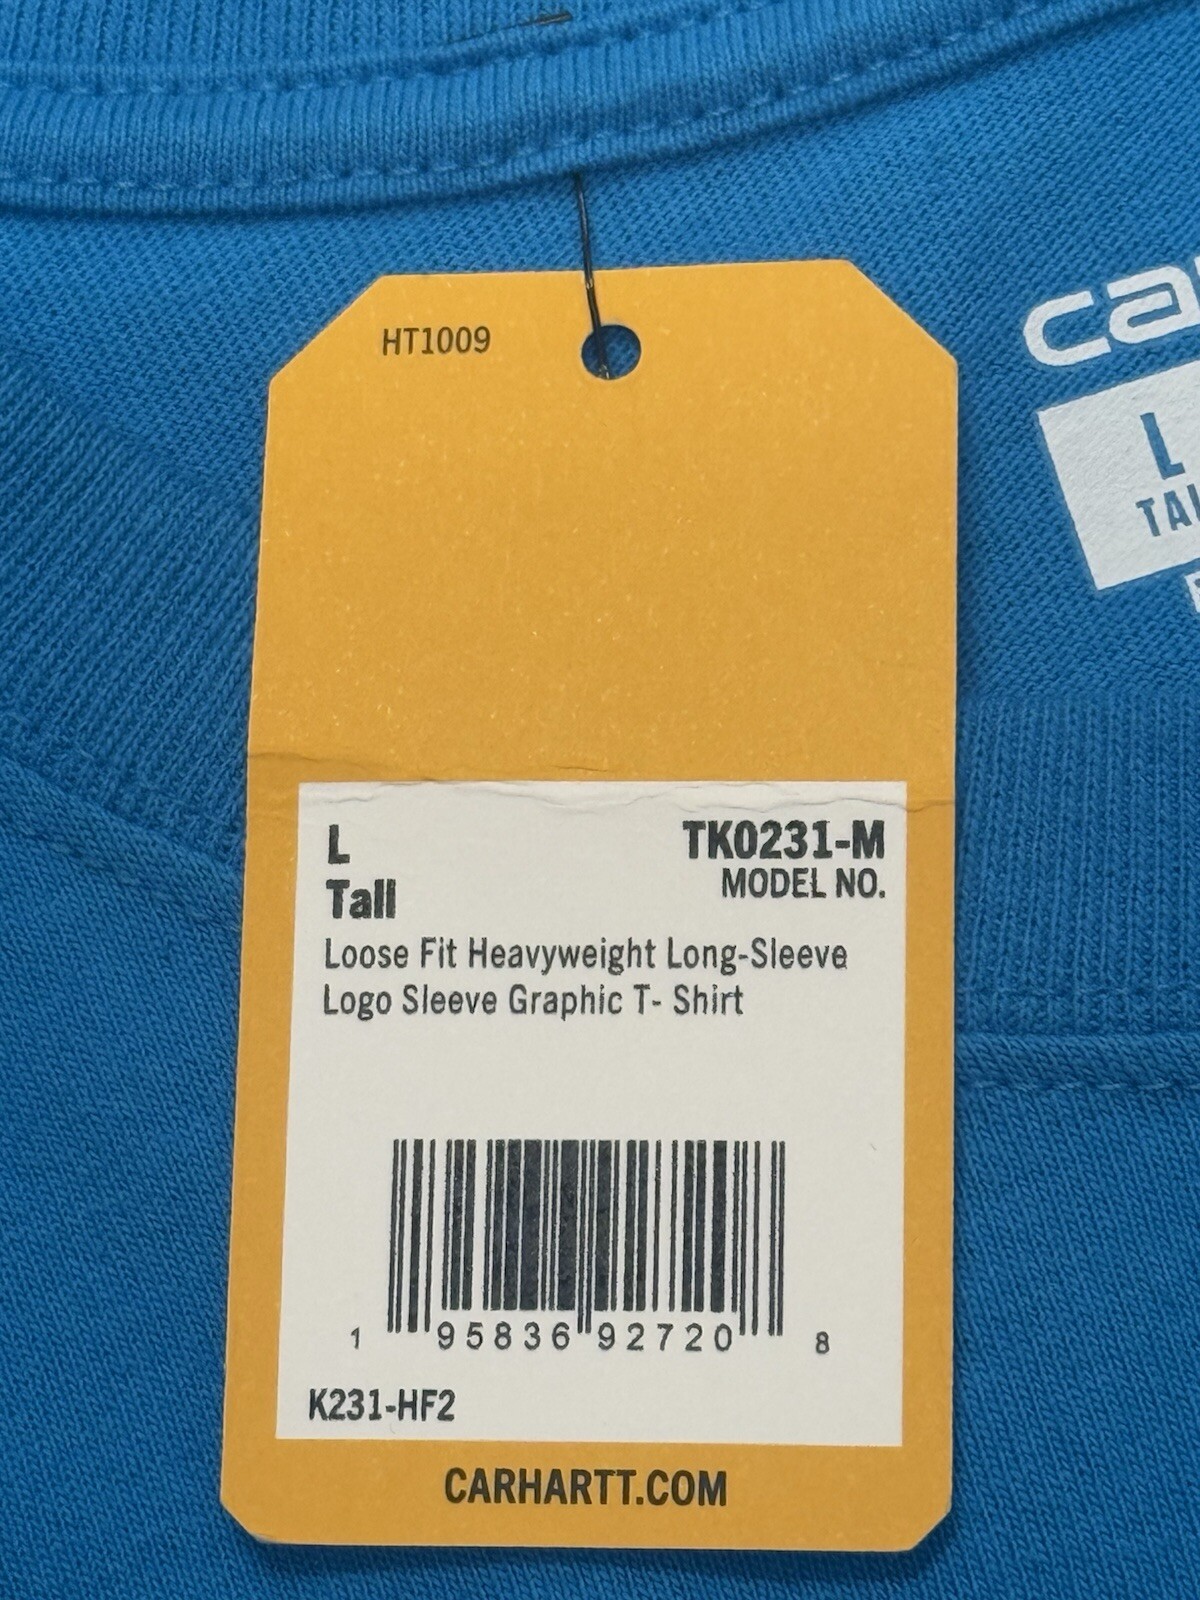 HT1009
L
L
Tall
TK0231-M
MODEL NO.
Loose Fit Heavyweight Long-Sleeve
Logo Sleeve Graphic T- Shirt
1 95836 92720 8
K231-HF2
CARHARTT.COM